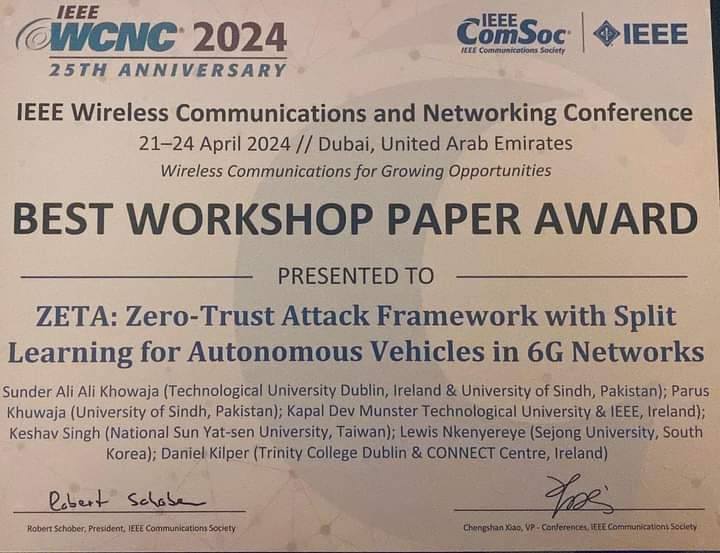 IEEE
WCNC 2024
25TH ANNIVERSARY
IEEE
ComSoc
IEEE Communications Society
IEEE
IEEE Wireless Communications and Networking Conference
21–24 April 2024 // Dubai, United Arab Emirates
Wireless Communications for Growing Opportunities
BEST WORKSHOP PAPER AWARD
PRESENTED TO
ZETA: Zero-Trust Attack Framework with Split
Learning for Autonomous Vehicles in 6G Networks
Sunder Ali Ali Khowaja (Technological University Dublin, Ireland & University of Sindh, Pakistan); Parus
Khuwaja (University of Sindh, Pakistan); Kapal Dev Munster Technological University & IEEE, Ireland);
Keshav Singh (National Sun Yat-sen University, Taiwan); Lewis Nkenyereye (Sejong University, South
Korea); Daniel Kilper (Trinity College Dublin & CONNECT Centre, Ireland)
Robert Schober
Robert Schober, President, IEEE Communications Society
Chengshan Xiao, VP - Conferences, IEEE Communications Society